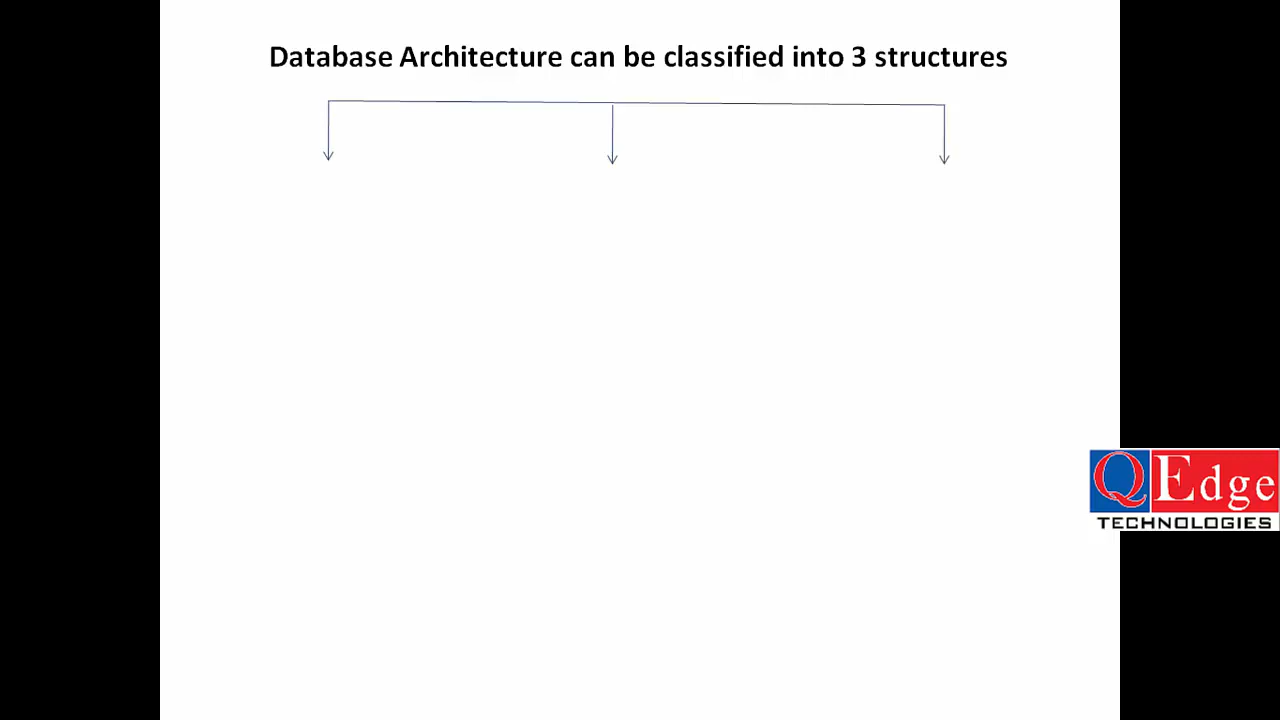 Database Architecture can be classified into 3 structures
QEdge
TECHNOLOGIES